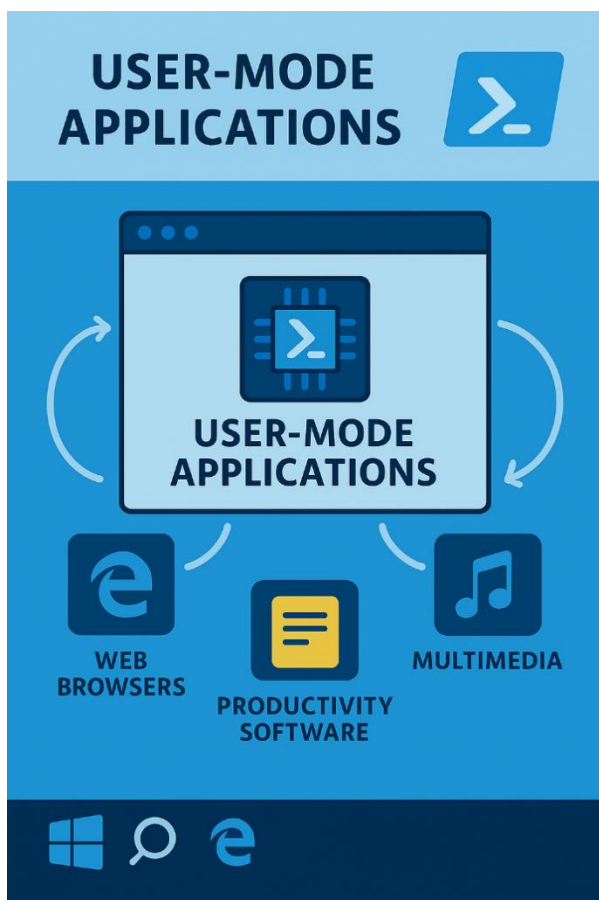 USER-MODE
APPLICATIONS
USER-MODE
APPLICATIONS
WEB
BROWSERS
PRODUCTIVITY
SOFTWARE
MULTIMEDIA